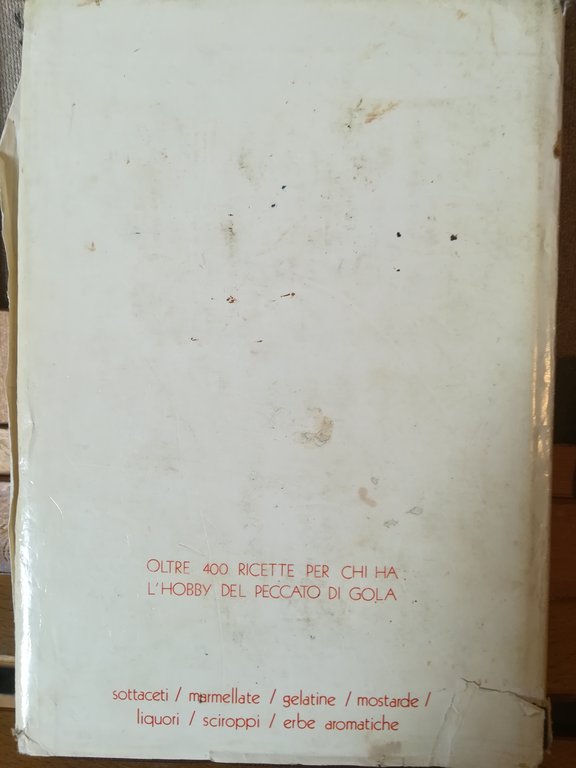 OLTRE 400 RICETTE PER CHI HA
L'HOBBY DEL PECCATO DI GOLA
sottaceti / marmellate / gelatine / mostarde /
liquori / sciroppi / erbe aromatiche